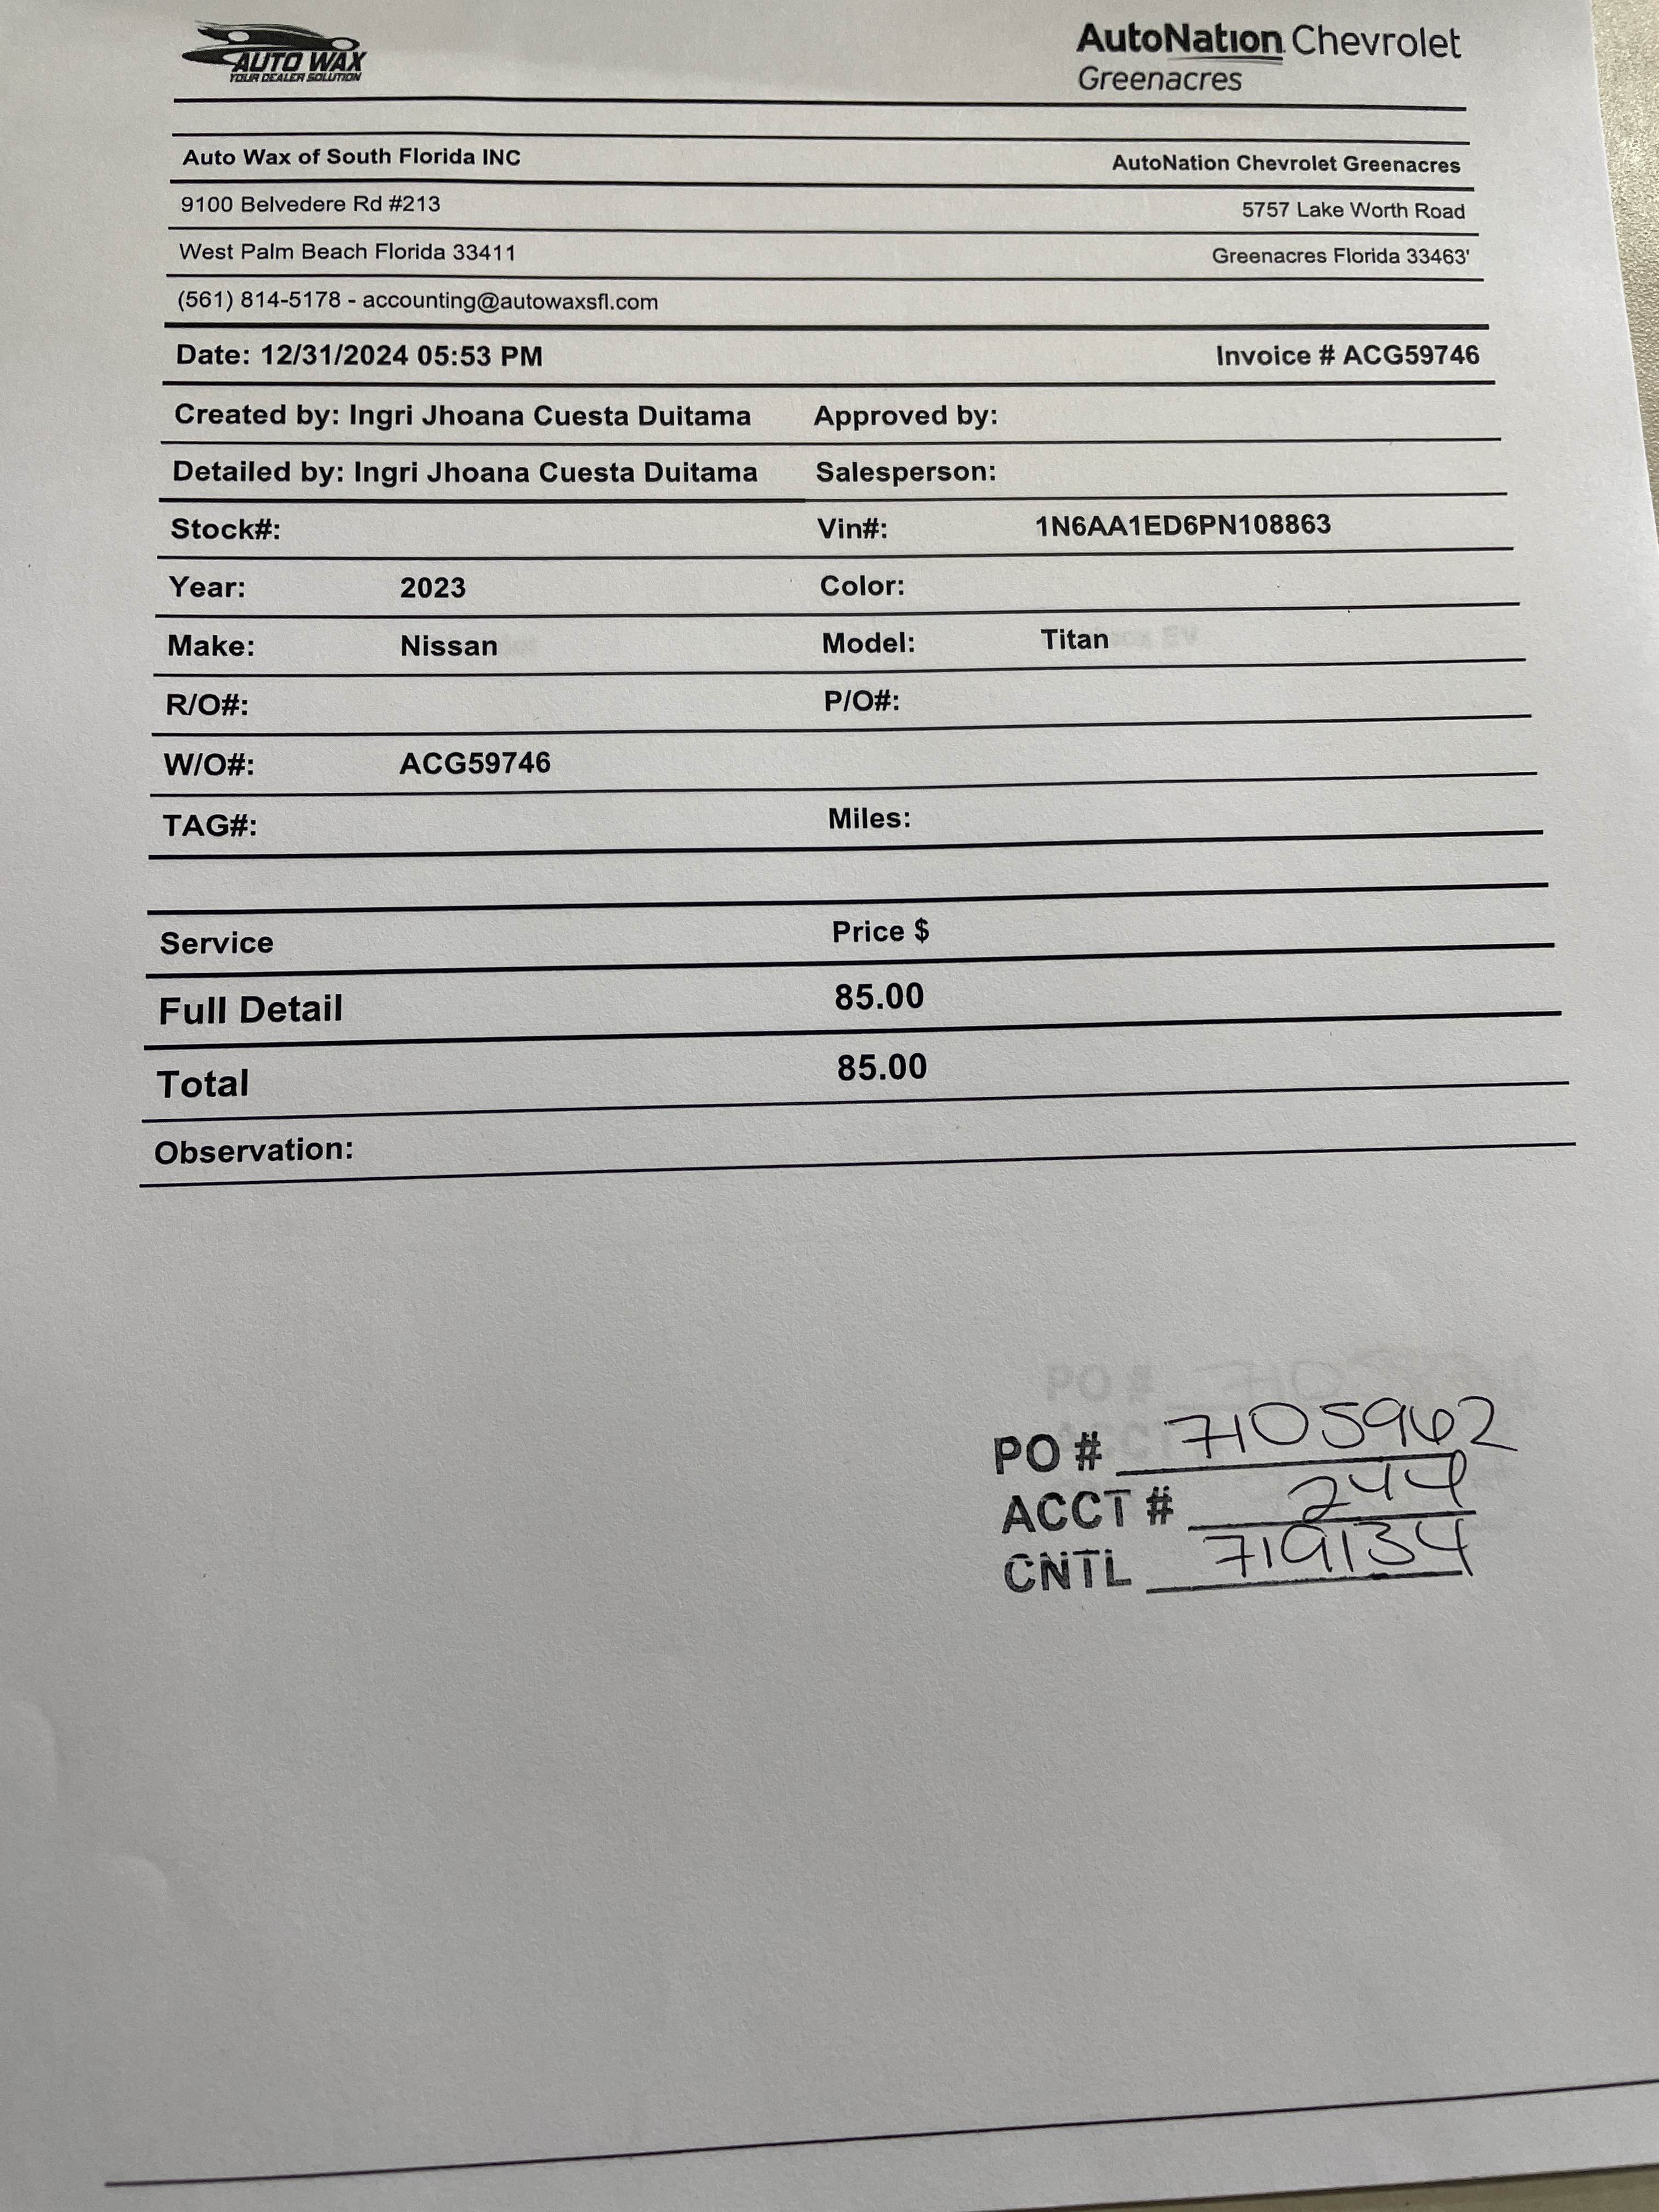 AUTO WAX
YOUR DEALER SOLUTION
AutoNation Chevrolet
Greenacres
Auto Wax of South Florida INC AutoNation Chevrolet Greenacres
9100 Belvedere Rd #213 5757 Lake Worth Road
West Palm Beach Florida 33411 Greenacres Florida 33463'
(561) 814-5178 - accounting@autowaxsfl.com
Date: 12/31/2024 05:53 PM Invoice # ACG59746
Created by: Ingri Jhoana Cuesta Duitama Approved by:
Detailed by: Ingri Jhoana Cuesta Duitama Salesperson:
Stock#: Vin#: 1N6AA1ED6PN108863
Year: 2023 Color:
Make: Nissan Model: Titan
R/O#: P/O#:
W/O#: ACG59746
TAG#: Miles:
Service Price $
Full Detail 85.00
Total 85.00
Observation:
PO # 7105962
ACCT # 244
CNTL 719134